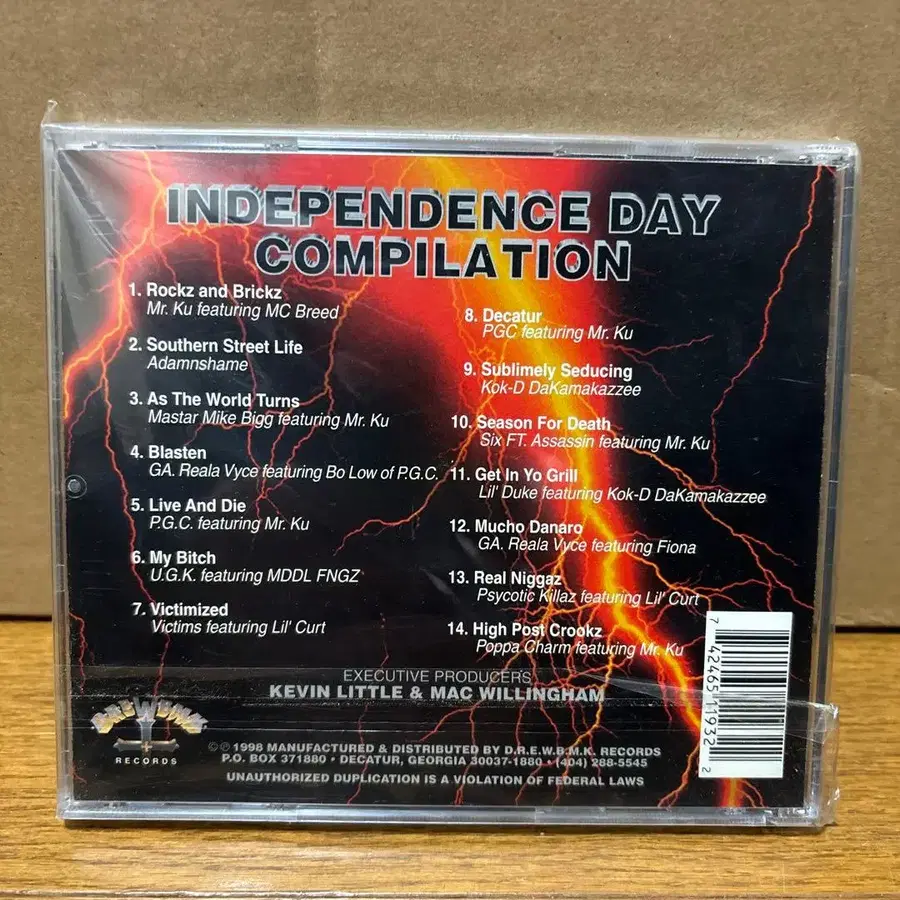 INDEPENDENCE DAY
COMPILATION
1. Rockz and Brickz
Mr. Ku featuring MC Breed
2. Southern Street Life
Adamnshame
3. As The World Turns
Mastar Mike Bigg featuring Mr. Ku
4. Blasten
GA. Reala Vyce featuring Bo Low of P.G.C.
5. Live And Die
P.G.C. featuring Mr. Ku
6. My Bitch
U.G.K. featuring MDDL FNGZ
7. Victimized
Victims featuring Lil' Curt
8. Decatur
PGC featuring Mr. Ku
9. Sublimely Seducing
Kok-D DaKamakazzee
10. Season For Death
Six FT. Assassin featuring Mr. Ku
11. Get In Yo Grill
Lil' Duke featuring Kok-D DaKamakazzee
12. Mucho Danaro
GA. Reala Vyce featuring Fiona
13. Real Niggaz
Psycotic Killaz featuring Lil' Curt
14. High Post Crookz
Poppa Charm featuring Mr. Ku
EXECUTIVE PRODUCERS
KEVIN LITTLE & MAC WILLINGHAM
D.R.E.W.B.M.K.
RECORDS
©℗ 1998 MANUFACTURED & DISTRIBUTED BY D.R.E.W.B.M.K. RECORDS
P.O. BOX 371880 • DECATUR, GEORGIA 30037-1880 • (404) 288-5545
UNAUTHORIZED DUPLICATION IS A VIOLATION OF FEDERAL LAWS
7 42465 11932 2